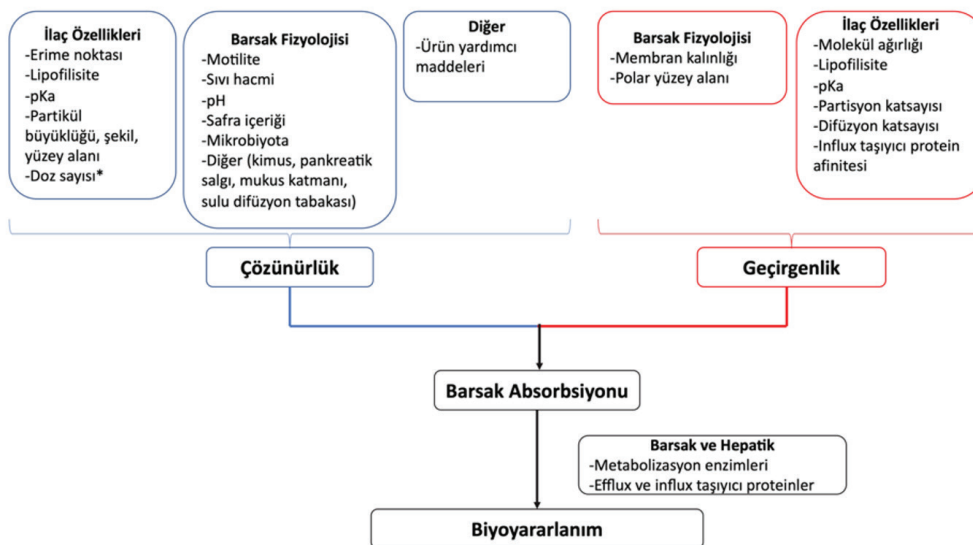 İlaç Özellikleri
-Erime noktası
-Lipofilisite
-pKa
-Partikül
büyüklüğü, şekil,
yüzey alanı
-Doz sayısı*
Barsak Fizyolojisi
-Motilite
-Sıvı hacmi
-pH
-Safra içeriği
-Mikrobiyota
-Diğer (kimus, pankreatik
salgı, mukus katmanı,
sulu difüzyon tabakası)
Diğer
-Ürün yardımcı
maddeleri
Barsak Fizyolojisi
-Membran kalınlığı
-Polar yüzey alanı
İlaç Özellikleri
-Molekül ağırlığı
-Lipofilisite
-pKa
-Partisyon katsayısı
-Difüzyon katsayısı
-Influx taşıyıcı protein
afinitesi
Çözünürlük
Geçirgenlik
Barsak Absorbsiyonu
Barsak ve Hepatik
-Metabolizasyon enzimleri
-Efflux ve influx taşıyıcı proteinler
Biyoyararlanım